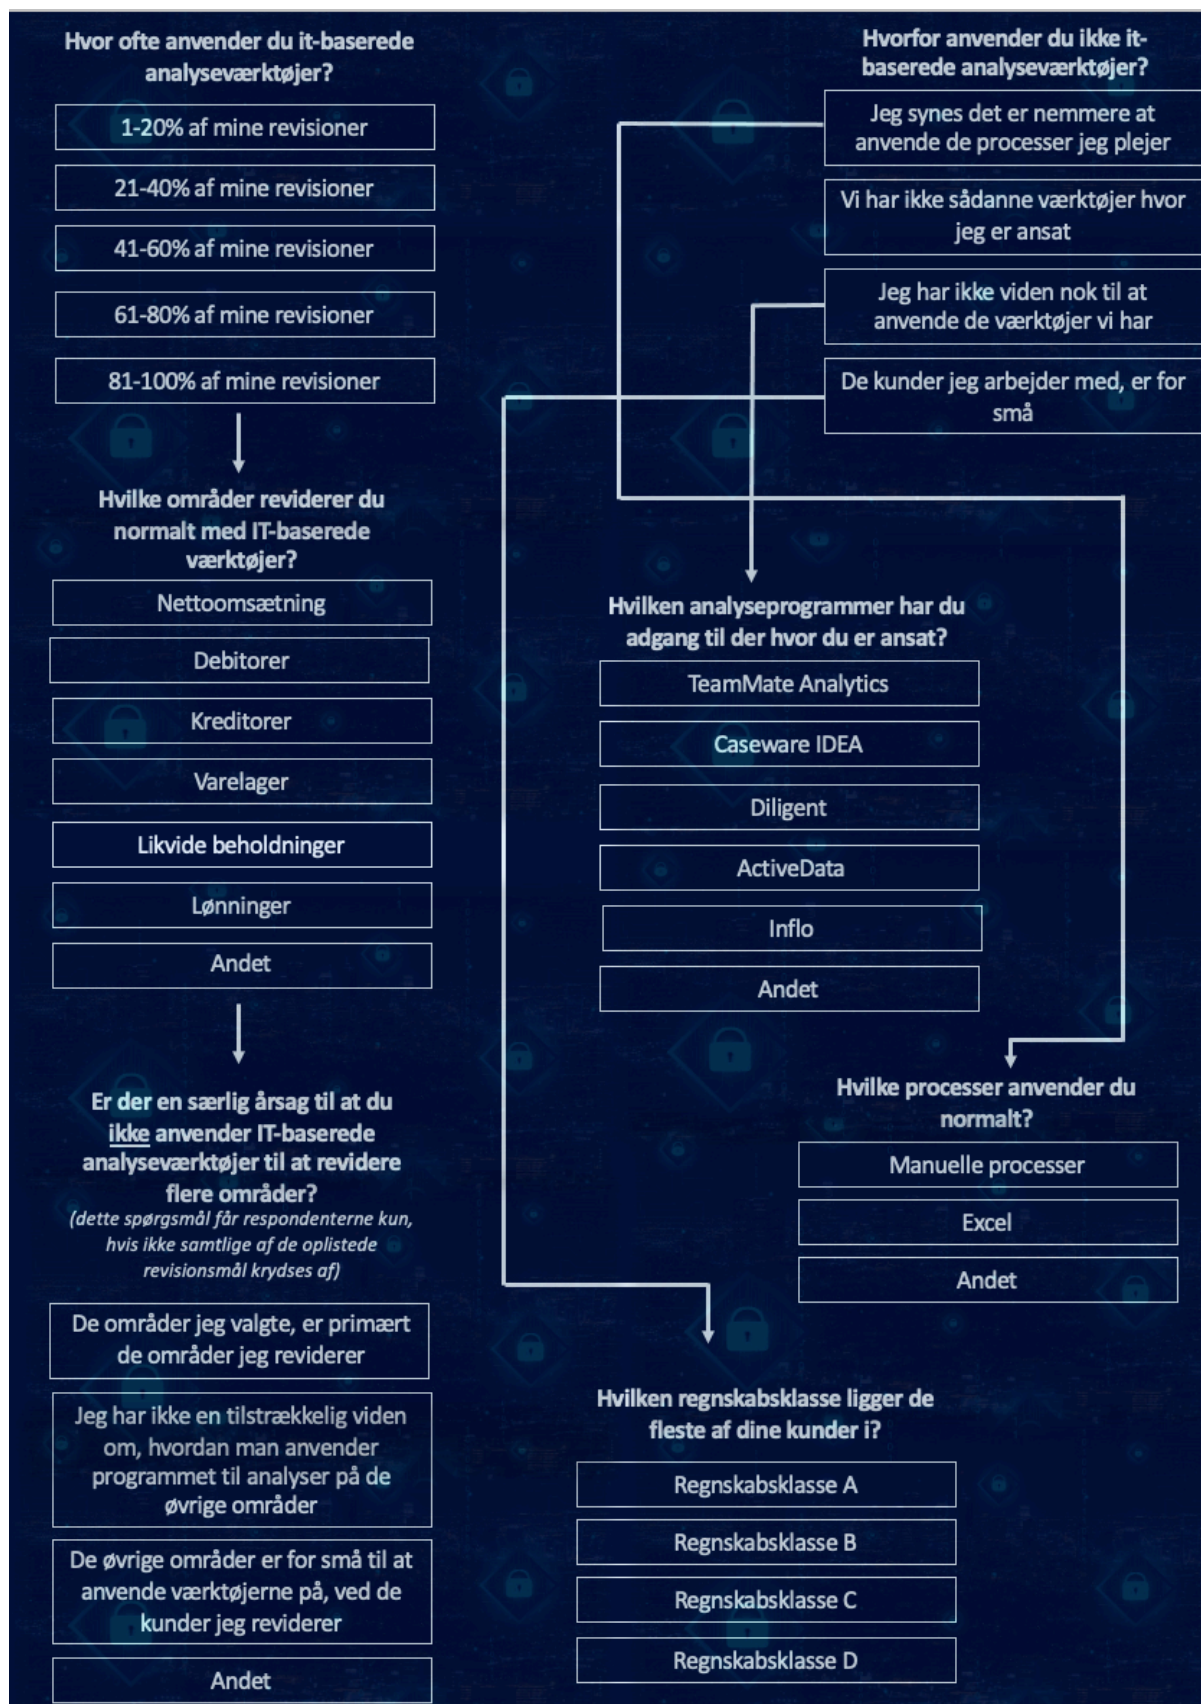 Hvor ofte anvender du it-baserede
analyseværktøjer?
1-20% af mine revisioner
21-40% af mine revisioner
41-60% af mine revisioner
61-80% af mine revisioner
81-100% af mine revisioner
Hvilke områder reviderer du
normalt med IT-baserede
værktøjer?
Nettoomsætning
Debitorer
Kreditorer
Varelager
Likvide beholdninger
Lønninger
Andet
Er der en særlig årsag til at du
ikke anvender IT-baserede
analyseværktøjer til at revidere
flere områder?
(dette spørgsmål får respondenterne kun,
hvis ikke samtlige af de oplistede
revisionsmål krydses af)
De områder jeg valgte, er primært
de områder jeg reviderer
Jeg har ikke en tilstrækkelig viden
om, hvordan man anvender
programmet til analyser på de
øvrige områder
De øvrige områder er for små til at
anvende værktøjerne på, ved de
kunder jeg reviderer
Andet
Hvorfor anvender du ikke it-
baserede analyseværktøjer?
Jeg synes det er nemmere at
anvende de processer jeg plejer
Vi har ikke sådanne værktøjer hvor
jeg er ansat
Jeg har ikke viden nok til at
anvende de værktøjer vi har
De kunder jeg arbejder med, er for
små
Hvilken analyseprogrammer har du
adgang til der hvor du er ansat?
TeamMate Analytics
Caseware IDEA
Diligent
ActiveData
Inflo
Andet
Hvilke processer anvender du
normalt?
Manuelle processer
Excel
Andet
Hvilken regnskabsklasse ligger de
fleste af dine kunder i?
Regnskabsklasse A
Regnskabsklasse B
Regnskabsklasse C
Regnskabsklasse D